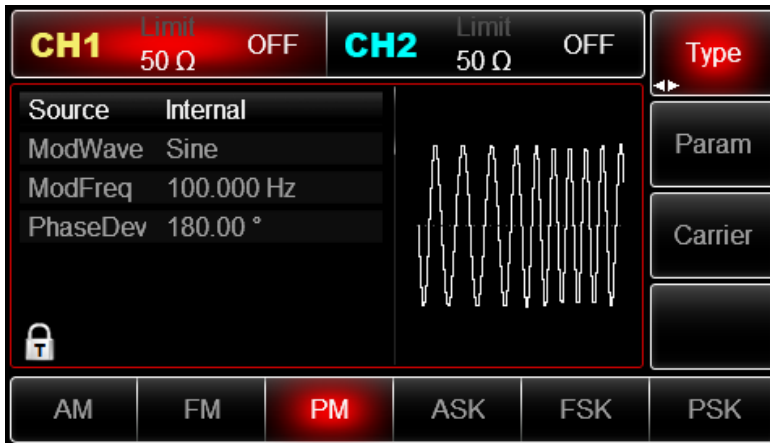 CH1 Limit 50 Ω OFF
CH2 Limit 50 Ω OFF
Type
Source Internal
ModWave Sine
ModFreq 100.000 Hz
PhaseDev 180.00 °
Param
Carrier
T
AM FM PM ASK FSK PSK